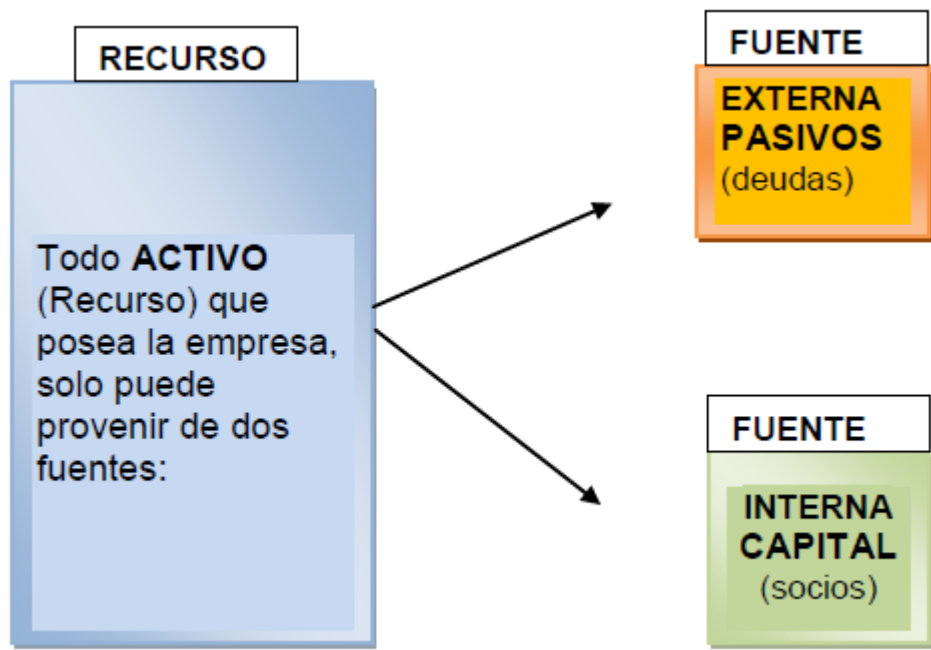 RECURSO
Todo ACTIVO
(Recurso) que
posea la empresa,
solo puede
provenir de dos
fuentes:
FUENTE
EXTERNA
PASIVOS
(deudas)
FUENTE
INTERNA
CAPITAL
(socios)